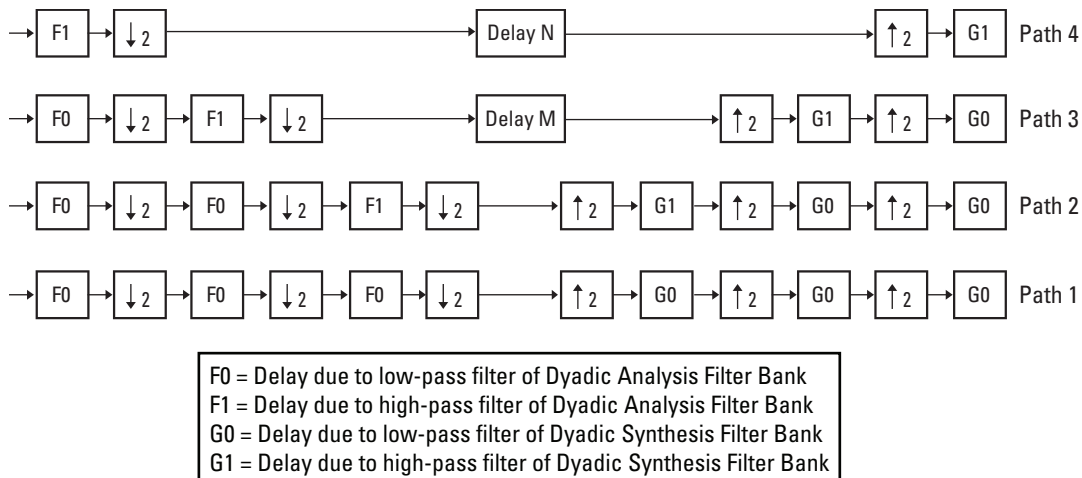 F1 ↓2 Delay N ↑2 G1 Path 4
F0 ↓2 F1 ↓2 Delay M ↑2 G1 ↑2 G0 Path 3
F0 ↓2 F0 ↓2 F1 ↓2 ↑2 G1 ↑2 G0 ↑2 G0 Path 2
F0 ↓2 F0 ↓2 F0 ↓2 ↑2 G0 ↑2 G0 ↑2 G0 Path 1
F0 = Delay due to low-pass filter of Dyadic Analysis Filter Bank
F1 = Delay due to high-pass filter of Dyadic Analysis Filter Bank
G0 = Delay due to low-pass filter of Dyadic Synthesis Filter Bank
G1 = Delay due to high-pass filter of Dyadic Synthesis Filter Bank